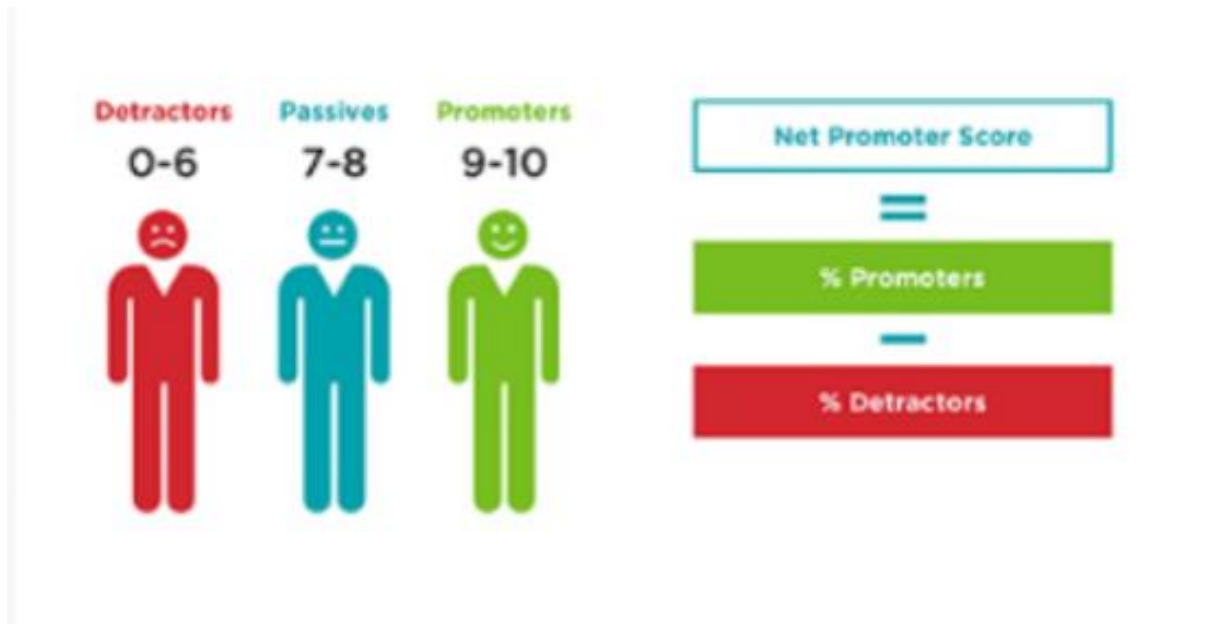 Detractors Passives Promoters
0-6 7-8 9-10
Net Promoter Score
=
% Promoters
−
% Detractors